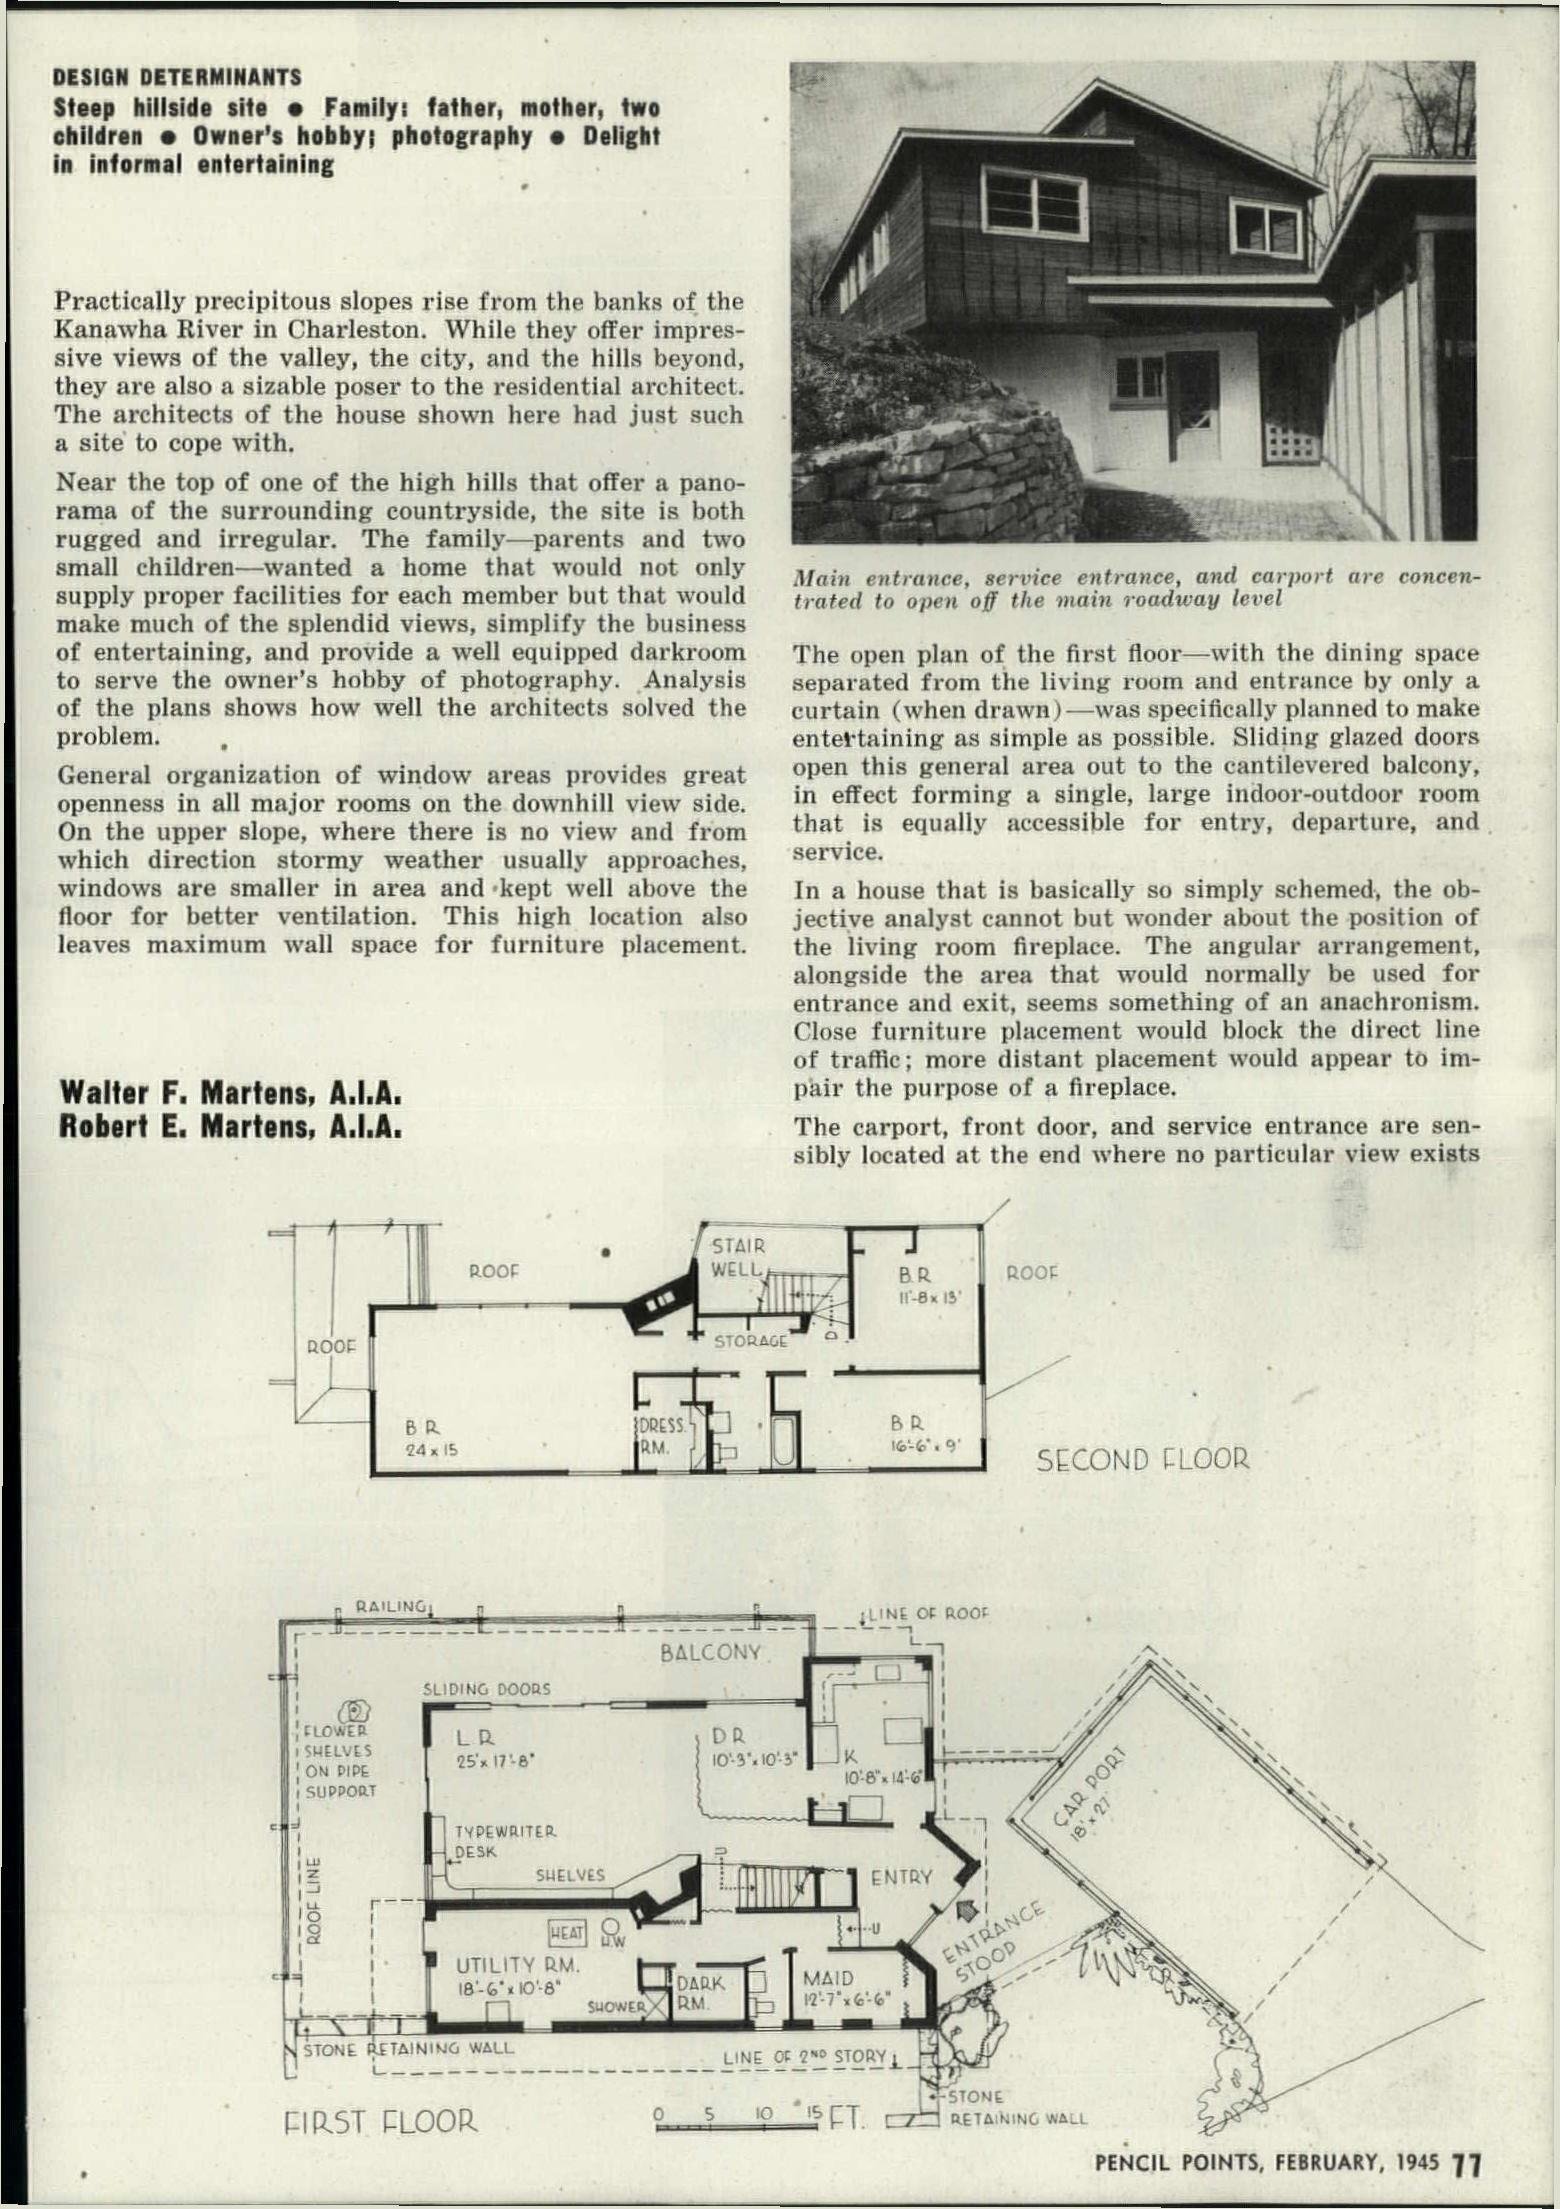 DESIGN DETERMINANTS
Steep hillside site ● Family: father, mother, two
children ● Owner's hobby; photography ● Delight
in informal entertaining
Practically precipitous slopes rise from the banks of the
Kanawha River in Charleston. While they offer impres-
sive views of the valley, the city, and the hills beyond,
they are also a sizable poser to the residential architect.
The architects of the house shown here had just such
a site to cope with.
Near the top of one of the high hills that offer a pano-
rama of the surrounding countryside, the site is both
rugged and irregular. The family—parents and two
small children—wanted a home that would not only
supply proper facilities for each member but that would
make much of the splendid views, simplify the business
of entertaining, and provide a well equipped darkroom
to serve the owner's hobby of photography. Analysis
of the plans shows how well the architects solved the
problem.
General organization of window areas provides great
openness in all major rooms on the downhill view side.
On the upper slope, where there is no view and from
which direction stormy weather usually approaches,
windows are smaller in area and kept well above the
floor for better ventilation. This high location also
leaves maximum wall space for furniture placement.
Walter F. Martens, A.I.A.
Robert E. Martens, A.I.A.
Main entrance, service entrance, and carport are concen-
trated to open off the main roadway level
The open plan of the first floor—with the dining space
separated from the living room and entrance by only a
curtain (when drawn)—was specifically planned to make
entertaining as simple as possible. Sliding glazed doors
open this general area out to the cantilevered balcony,
in effect forming a single, large indoor-outdoor room
that is equally accessible for entry, departure, and
service.
In a house that is basically so simply schemed, the ob-
jective analyst cannot but wonder about the position of
the living room fireplace. The angular arrangement,
alongside the area that would normally be used for
entrance and exit, seems something of an anachronism.
Close furniture placement would block the direct line
of traffic; more distant placement would appear to im-
pair the purpose of a fireplace.
The carport, front door, and service entrance are sen-
sibly located at the end where no particular view exists
ROOF
STAIR
WELL
B.R
11'-8 x 13'
ROOF
ROOF
STORAGE
D
B R
24 x 15
DRESS.
RM.
B R
16'-6" x 9'
SECOND FLOOR
RAILING
LINE OF ROOF
BALCONY
SLIDING DOORS
FLOWER
SHELVES
ON PIPE
SUPPORT
L R
25' x 17'-8"
D R
10'-3" x 10'-3"
K
10'-8" x 14'-6"
CAR PORT
18' x 27'
TYPEWRITER
DESK
SHELVES
U
ENTRY
ROOF LINE
HEAT
H.W
U
ENTRANCE
STOOP
UTILITY RM.
18'-6" x 10'-8"
SHOWER
DARK
RM.
MAID
12'-7" x 6'-6"
STONE RETAINING WALL
LINE OF 2ND STORY
STONE
RETAINING WALL
FIRST FLOOR
0 5 10 15 FT.
PENCIL POINTS, FEBRUARY, 1945 77